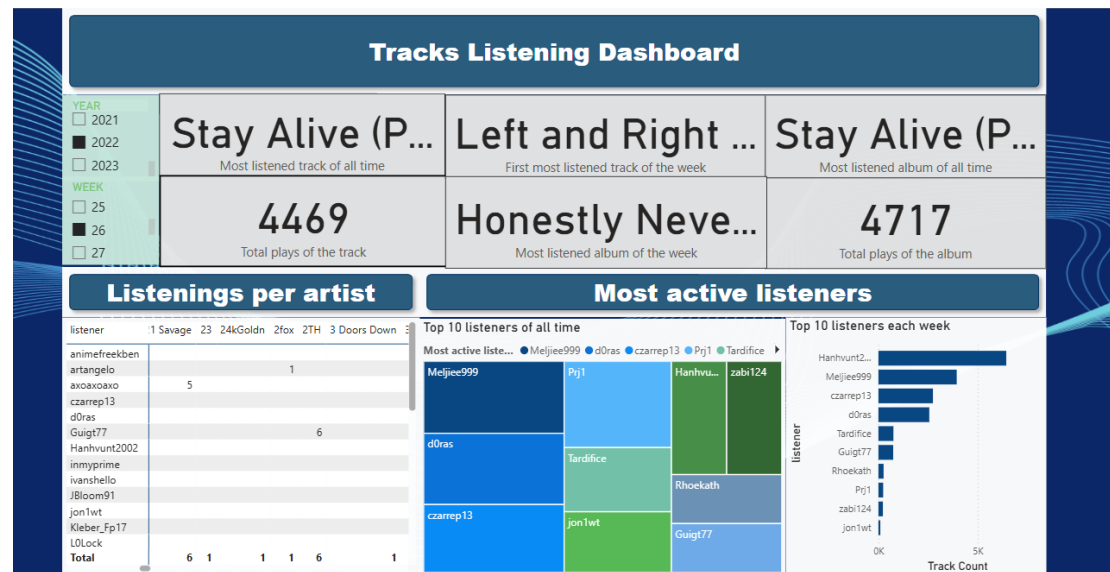 Tracks Listening Dashboard
YEAR
2021
2022
2023
WEEK
25
26
27
Stay Alive (P...
Most listened track of all time
Left and Right ...
First most listened track of the week
Stay Alive (P...
Most listened album of all time
4469
Total plays of the track
Honestly Neve...
Most listened album of the week
4717
Total plays of the album
Listenings per artist
Most active listeners
listener :1 Savage 23 24kGoldn 2fox 2TH 3 Doors Down
animefreekben
artangelo 1
axoaxoaxo 5
czarrep13
d0ras
Guigt77 6
Hanhvunt2002
inmyprime
ivanshello
JBloom91
jon1wt
Kleber_Fp17
L0Lock
Total 6 1 1 1 6 1
Top 10 listeners of all time
Most active liste... Meljiee999 d0ras czarrep13 Prj1 Tardifice
Meljiee999
d0ras
czarrep13
Prj1
Tardifice
jon1wt
Hanhvu...
zabi124
Rhoekath
Guigt77
Top 10 listeners each week
listener
Hanhvunt2...
Meljiee999
czarrep13
d0ras
Tardifice
Guigt77
Rhoekath
Prj1
zabi124
jon1wt
0K 5K
Track Count